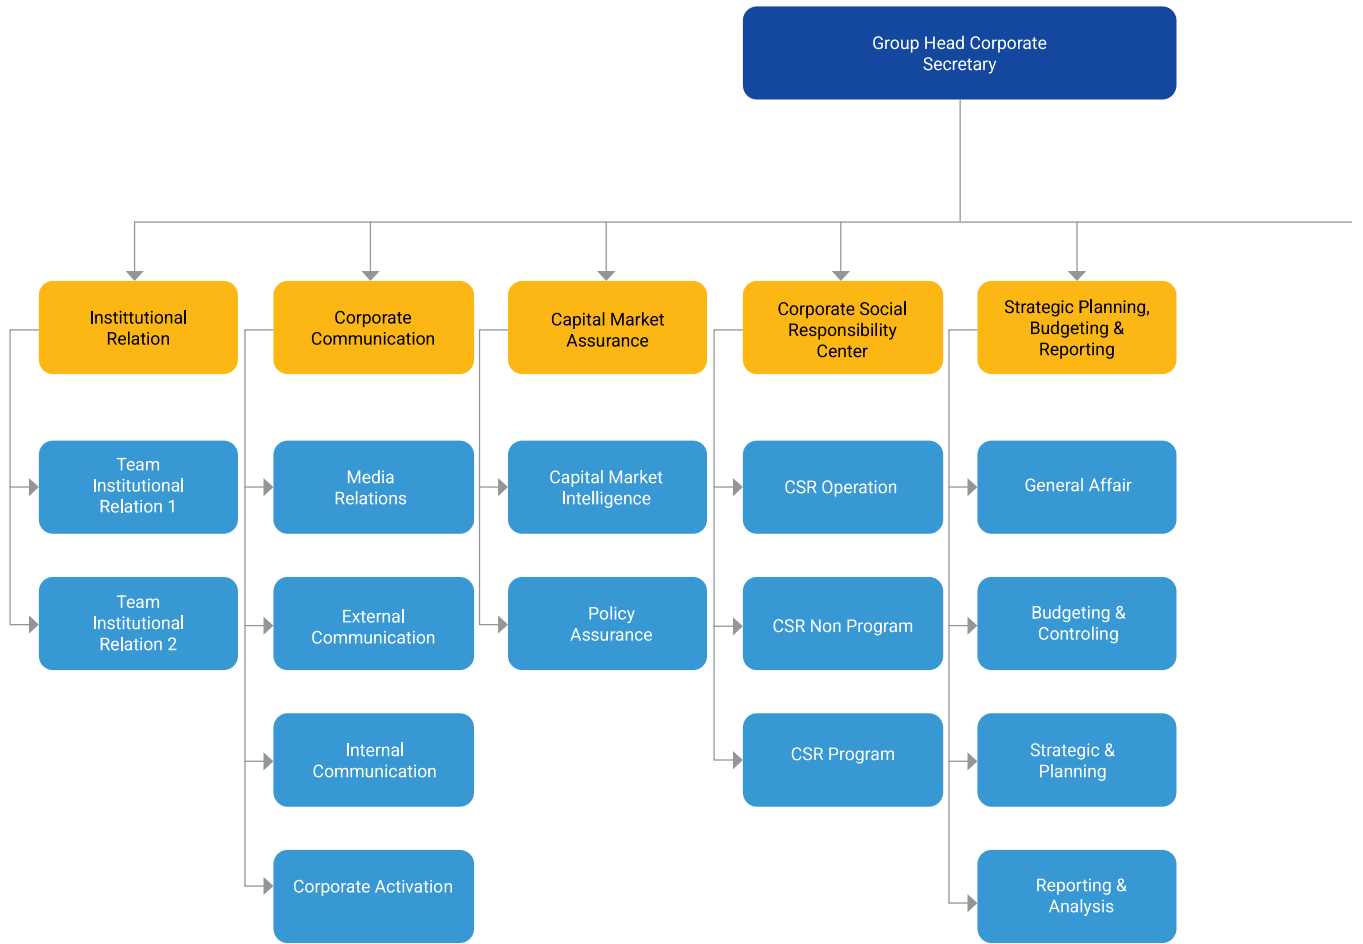 Group Head Corporate
Secretary
Instittutional
Relation
Corporate
Communication
Capital Market
Assurance
Corporate Social
Responsibility
Center
Strategic Planning,
Budgeting &
Reporting
Team
Institutional
Relation 1
Media
Relations
Capital Market
Intelligence
CSR Operation
General Affair
Team
Institutional
Relation 2
External
Communication
Policy
Assurance
CSR Non Program
Budgeting &
Controling
Internal
Communication
CSR Program
Strategic &
Planning
Corporate Activation
Reporting &
Analysis